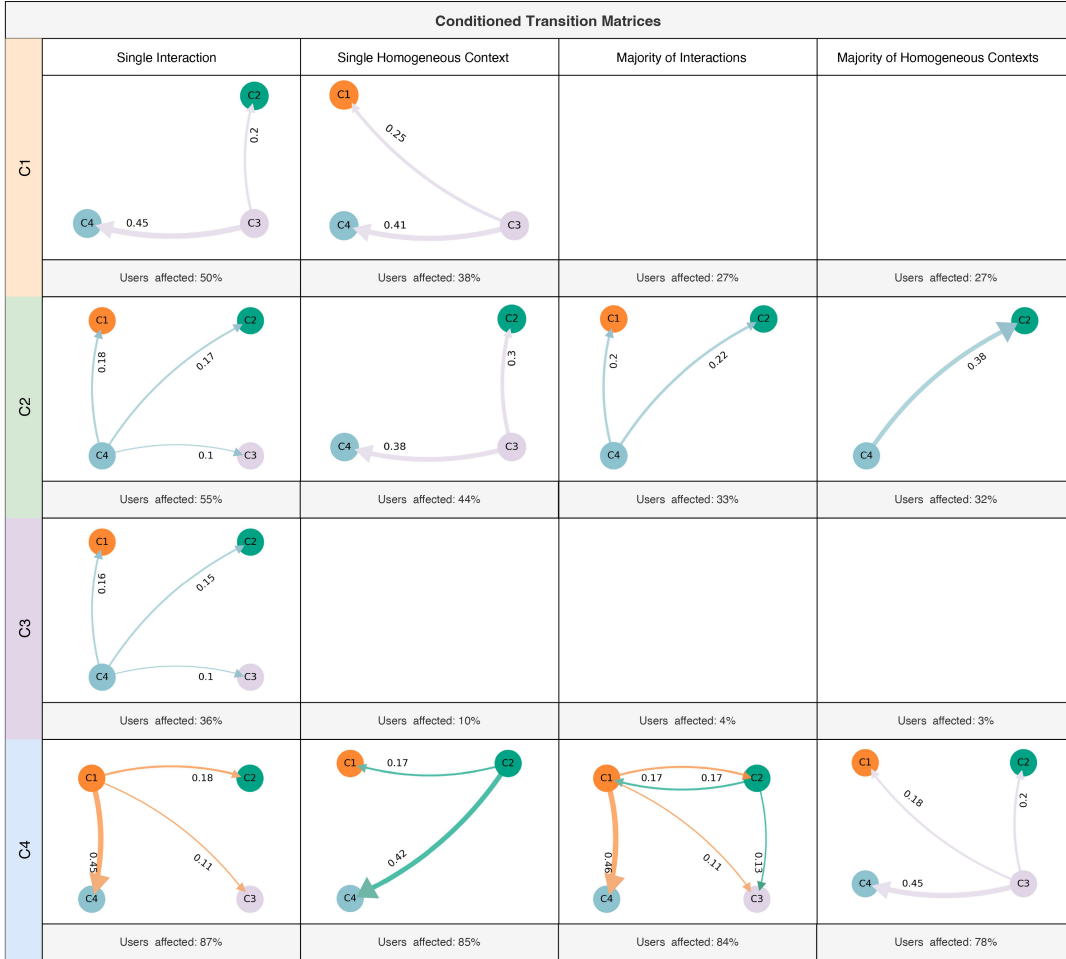 Conditioned Transition Matrices
Single Interaction
Single Homogeneous Context
Majority of Interactions
Majority of Homogeneous Contexts
C1
C2
0.2
C4
0.45
C3
C1
0.25
C4
0.41
C3
Users affected: 50%
Users affected: 38%
Users affected: 27%
Users affected: 27%
C2
C1
C2
0.18
0.17
C4
0.1
C3
C2
0.3
C4
0.38
C3
C1
C2
0.2
0.22
C4
C2
0.38
C4
Users affected: 55%
Users affected: 44%
Users affected: 33%
Users affected: 32%
C3
C1
C2
0.16
0.15
C4
0.1
C3
Users affected: 36%
Users affected: 10%
Users affected: 4%
Users affected: 3%
C4
C1
0.18
C2
0.45
0.11
C4
C3
C1
0.17
C2
0.42
C4
C1
0.17
0.17
C2
0.46
0.11
0.13
C4
C3
C1
C2
0.18
0.2
C4
0.45
C3
Users affected: 87%
Users affected: 85%
Users affected: 84%
Users affected: 78%